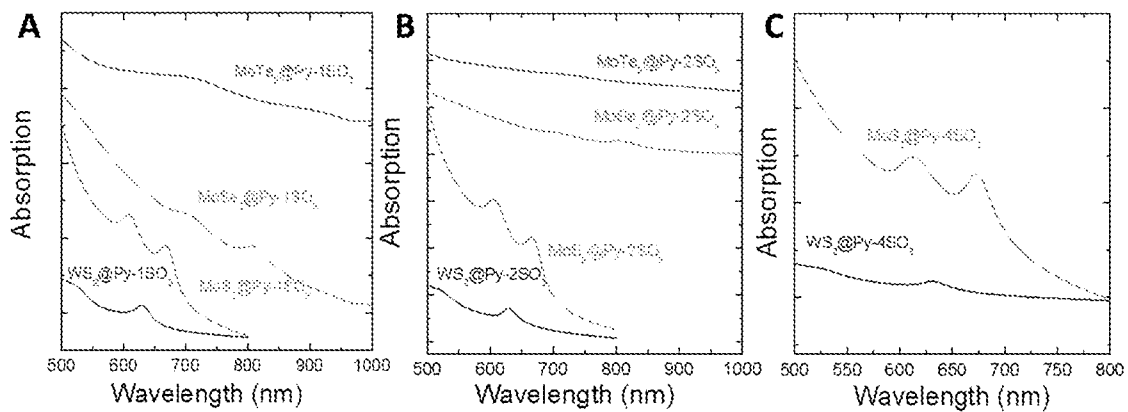 A
B
C
MoTe2@Py-1SO3
MoSe2@Py-1SO3
MoS2@Py-1SO3
WS2@Py-1SO3
Absorption
500 600 700 800 900 1000
Wavelength (nm)
MoTe2@Py-2SO3
MoSe2@Py-2SO3
MoS2@Py-2SO3
WS2@Py-2SO3
Absorption
500 600 700 800 900 1000
Wavelength (nm)
MoS2@Py-4SO3
WS2@Py-4SO3
Absorption
500 550 600 650 700 750 800
Wavelength (nm)